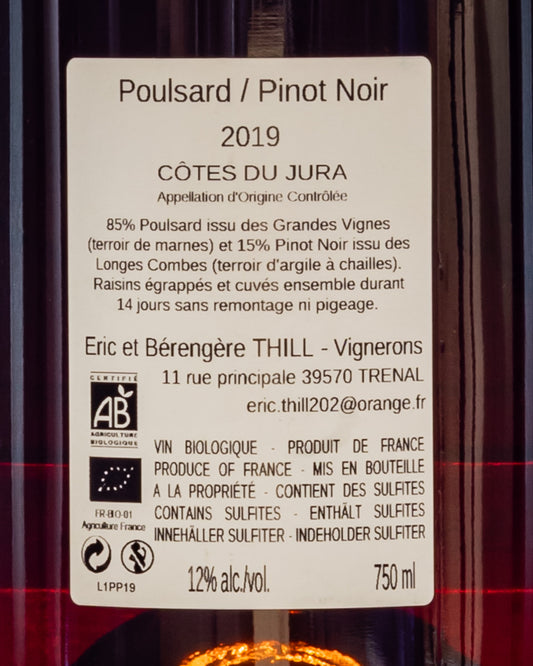 Poulsard / Pinot Noir
2019
CÔTES DU JURA
Appellation d'Origine Contrôlée
85% Poulsard issu des Grandes Vignes
(terroir de marnes) et 15% Pinot Noir issu des
Longes Combes (terroir d'argile à chailles).
Raisins égrappés et cuvés ensemble durant
14 jours sans remontage ni pigeage.
Eric et Bérengère THILL - Vignerons
11 rue principale 39570 TRENAL
eric.thill202@orange.fr
CERTIFIÉ
AB
AGRICULTURE
BIOLOGIQUE
VIN BIOLOGIQUE - PRODUIT DE FRANCE
PRODUCE OF FRANCE - MIS EN BOUTEILLE
A LA PROPRIÉTÉ - CONTIENT DES SULFITES
CONTAINS SULFITES - ENTHÄLT SULFITES
INNEHÄLLER SULFITER - INDEHOLDER SULFITER
FR-BIO-01
Agriculture France
L1PP19
12% alc./vol.
750 ml